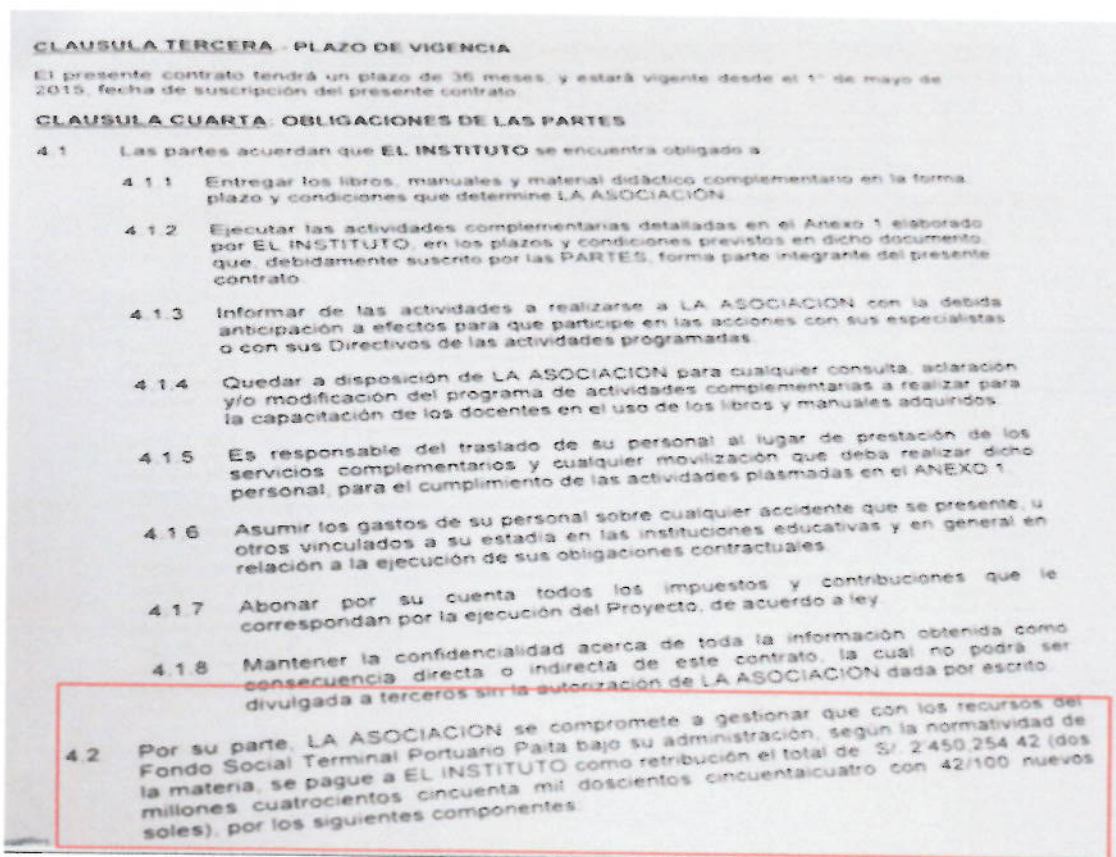 CLAUSULA TERCERA - PLAZO DE VIGENCIA
El presente contrato tendrá un plazo de 36 meses, y estará vigente desde el 1° de mayo de
2015, fecha de suscripción del presente contrato.
CLAUSULA CUARTA: OBLIGACIONES DE LAS PARTES
4.1 Las partes acuerdan que EL INSTITUTO se encuentra obligado a
4.1.1 Entregar los libros, manuales y material didáctico complementario en la forma,
plazo y condiciones que determine LA ASOCIACIÓN.
4.1.2 Ejecutar las actividades complementarias detalladas en el Anexo 1 elaborado
por EL INSTITUTO, en los plazos y condiciones previstos en dicho documento,
que, debidamente suscrito por las PARTES, forma parte integrante del presente
contrato.
4.1.3 Informar de las actividades a realizarse a LA ASOCIACION con la debida
anticipación a efectos para que participe en las acciones con sus especialistas
o con sus Directivos de las actividades programadas.
4.1.4 Quedar a disposición de LA ASOCIACION para cualquier consulta, aclaración
y/o modificación del programa de actividades complementarias a realizar para
la capacitación de los docentes en el uso de los libros y manuales adquiridos.
4.1.5 Es responsable del traslado de su personal al lugar de prestación de los
servicios complementarios y cualquier movilización que deba realizar dicho
personal, para el cumplimiento de las actividades plasmadas en el ANEXO 1.
4.1.6 Asumir los gastos de su personal sobre cualquier accidente que se presente, u
otros vinculados a su estadía en las instituciones educativas y en general en
relación a la ejecución de sus obligaciones contractuales.
4.1.7 Abonar por su cuenta todos los impuestos y contribuciones que le
correspondan por la ejecución del Proyecto, de acuerdo a ley.
4.1.8 Mantener la confidencialidad acerca de toda la información obtenida como
consecuencia directa o indirecta de este contrato, la cual no podrá ser
divulgada a terceros sin la autorización de LA ASOCIACION dada por escrito.
4.2 Por su parte, LA ASOCIACION se compromete a gestionar que con los recursos del
Fondo Social Terminal Portuario Paita bajo su administración, según la normatividad de
la materia, se pague a EL INSTITUTO como retribución el total de S/. 2'450,254.42 (dos
millones cuatrocientos cincuenta mil doscientos cincuentaicuatro con 42/100 nuevos
soles), por los siguientes componentes: